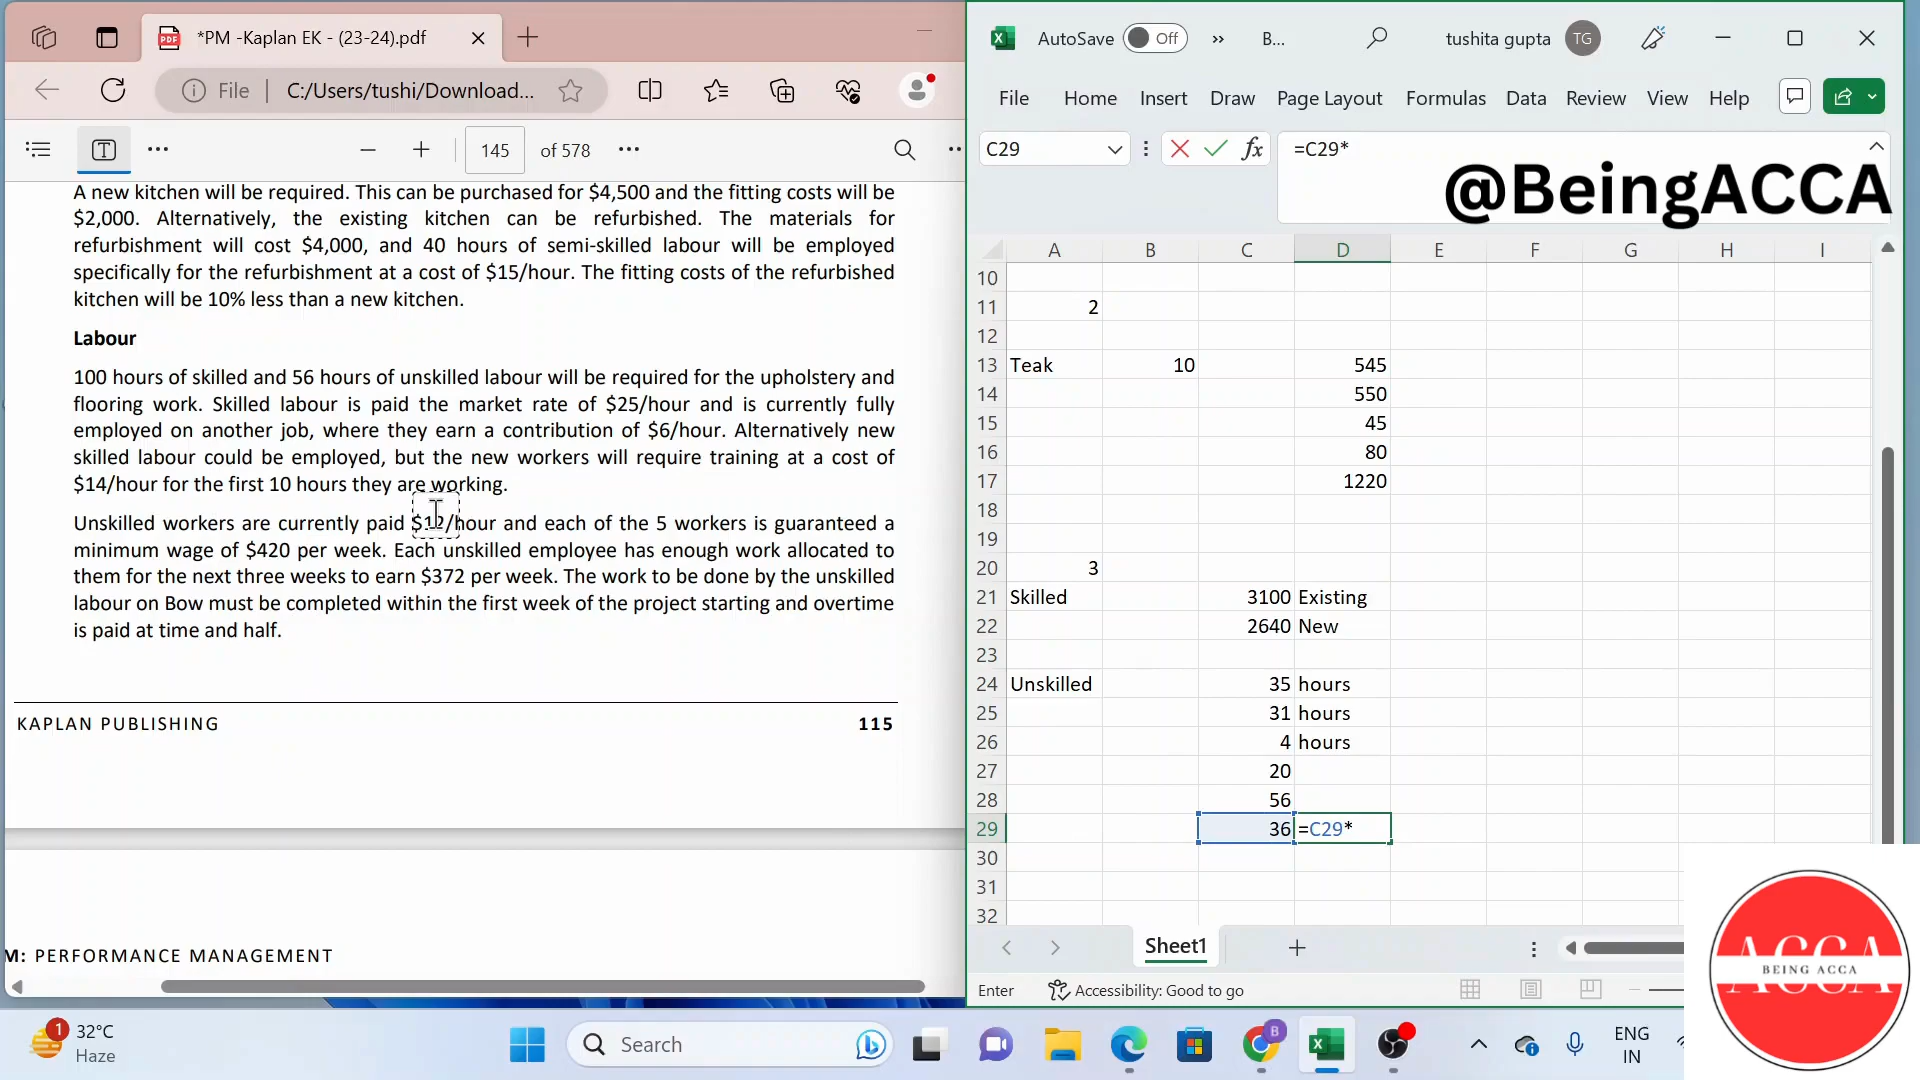 *PM -Kaplan EK - (23-24).pdf
File
C:/Users/tushi/Download...
145
of 578
A new kitchen will be required. This can be purchased for $4,500 and the fitting costs will be
$2,000. Alternatively, the existing kitchen can be refurbished. The materials for
refurbishment will cost $4,000, and 40 hours of semi-skilled labour will be employed
specifically for the refurbishment at a cost of $15/hour. The fitting costs of the refurbished
kitchen will be 10% less than a new kitchen.
Labour
100 hours of skilled and 56 hours of unskilled labour will be required for the upholstery and
flooring work. Skilled labour is paid the market rate of $25/hour and is currently fully
employed on another job, where they earn a contribution of $6/hour. Alternatively new
skilled labour could be employed, but the new workers will require training at a cost of
$14/hour for the first 10 hours they are working.
Unskilled workers are currently paid $12/hour and each of the 5 workers is guaranteed a
minimum wage of $420 per week. Each unskilled employee has enough work allocated to
them for the next three weeks to earn $372 per week. The work to be done by the unskilled
labour on Bow must be completed within the first week of the project starting and overtime
is paid at time and half.
KAPLAN PUBLISHING
115
M: PERFORMANCE MANAGEMENT
AutoSave Off
B...
tushita gupta
TG
File Home Insert Draw Page Layout Formulas Data Review View Help
C29
fx
=C29*
@BeingACCA
A B C D E F G H I
10
11 2
12
13 Teak 10 545
14 550
15 45
16 80
17 1220
18
19
20 3
21 Skilled 3100 Existing
22 2640 New
23
24 Unskilled 35 hours
25 31 hours
26 4 hours
27 20
28 56
29 36 =C29*
30
31
32
Sheet1
Enter
Accessibility: Good to go
ACCA
BEING ACCA
ACCA
1
32°C
Haze
Search
B
ENG
IN